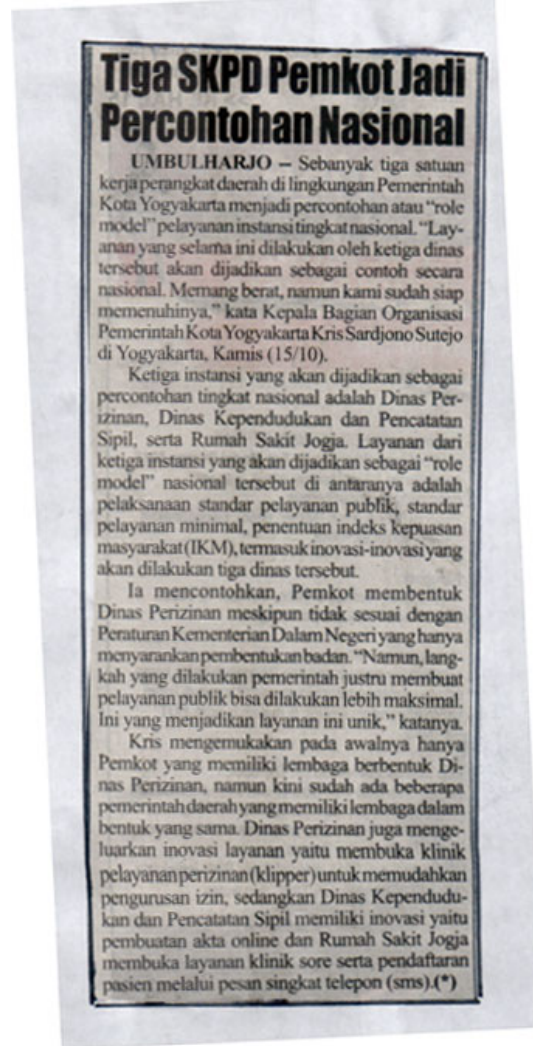 Tiga SKPD Pemkot Jadi
Percontohan Nasional
UMBULHARJO – Sebanyak tiga satuan
kerja perangkat daerah di lingkungan Pemerintah
Kota Yogyakarta menjadi percontohan atau "role
model" pelayanan instansi tingkat nasional. "Lay-
anan yang selama ini dilakukan oleh ketiga dinas
tersebut akan dijadikan sebagai contoh secara
nasional. Memang berat, namun kami sudah siap
memenuhinya," kata Kepala Bagian Organisasi
Pemerintah Kota Yogyakarta Kris Sardjono Sutejo
di Yogyakarta, Kamis (15/10).
Ketiga instansi yang akan dijadikan sebagai
percontohan tingkat nasional adalah Dinas Per-
izinan, Dinas Kependudukan dan Pencatatan
Sipil, serta Rumah Sakit Jogja. Layanan dari
ketiga instansi yang akan dijadikan sebagai "role
model" nasional tersebut di antaranya adalah
pelaksanaan standar pelayanan publik, standar
pelayanan minimal, penentuan indeks kepuasan
masyarakat (IKM), termasuk inovasi-inovasi yang
akan dilakukan tiga dinas tersebut.
Ia mencontohkan, Pemkot membentuk
Dinas Perizinan meskipun tidak sesuai dengan
Peraturan Kementerian Dalam Negeri yang hanya
menyarankan pembentukan badan. "Namun, lang-
kah yang dilakukan pemerintah justru membuat
pelayanan publik bisa dilakukan lebih maksimal.
Ini yang menjadikan layanan ini unik," katanya.
Kris mengemukakan pada awalnya hanya
Pemkot yang memiliki lembaga berbentuk Di-
nas Perizinan, namun kini sudah ada beberapa
pemerintah daerah yang memiliki lembaga dalam
bentuk yang sama. Dinas Perizinan juga menge-
luarkan inovasi layanan yaitu membuka klinik
pelayanan perizinan (klipper) untuk memudahkan
pengurusan izin, sedangkan Dinas Kependudu-
kan dan Pencatatan Sipil memiliki inovasi yaitu
pembuatan akta online dan Rumah Sakit Jogja
membuka layanan klinik sore serta pendaftaran
pasien melalui pesan singkat telepon (sms).(*)